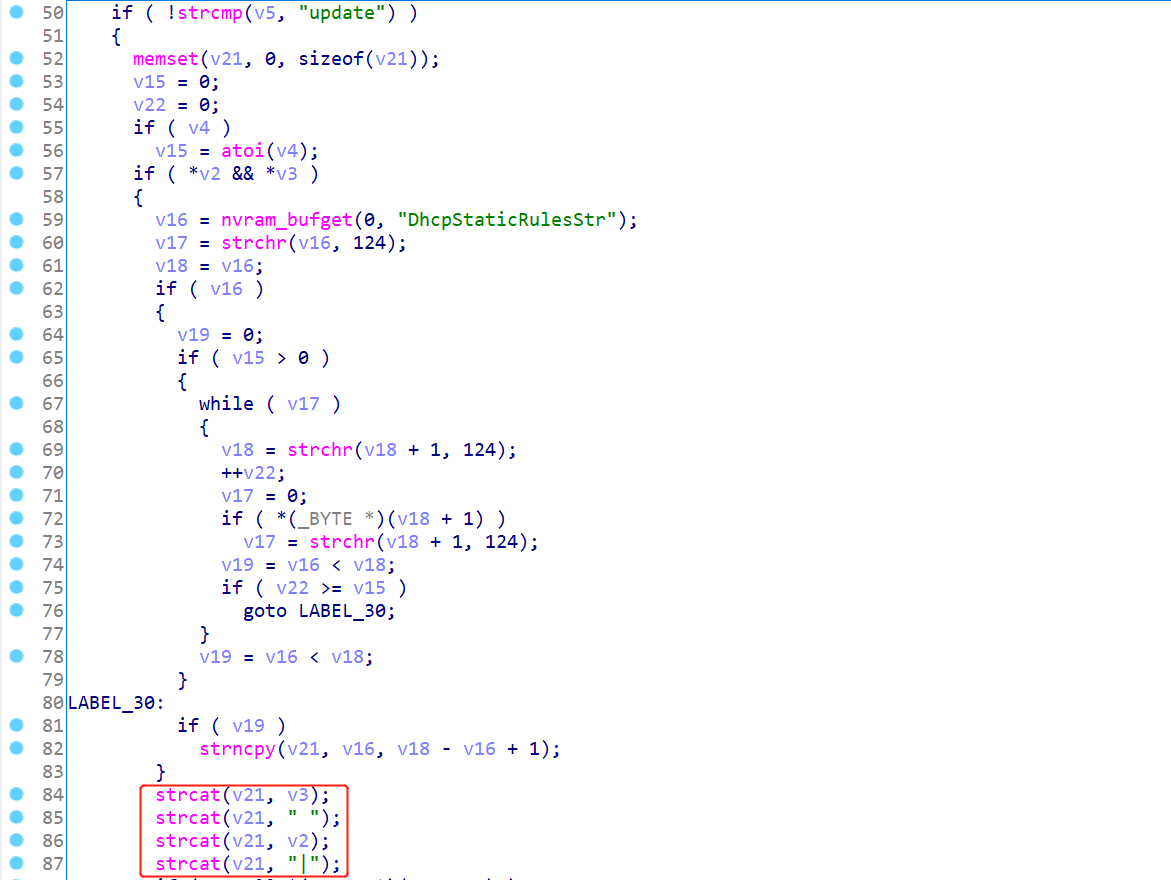 50 if ( !strcmp(v5, "update") )
51 {
52 memset(v21, 0, sizeof(v21));
53 v15 = 0;
54 v22 = 0;
55 if ( v4 )
56 v15 = atoi(v4);
57 if ( *v2 && *v3 )
58 {
59 v16 = nvram_bufget(0, "DhcpStaticRulesStr");
60 v17 = strchr(v16, 124);
61 v18 = v16;
62 if ( v16 )
63 {
64 v19 = 0;
65 if ( v15 > 0 )
66 {
67 while ( v17 )
68 {
69 v18 = strchr(v18 + 1, 124);
70 ++v22;
71 v17 = 0;
72 if ( *(_BYTE *)(v18 + 1) )
73 v17 = strchr(v18 + 1, 124);
74 v19 = v16 < v18;
75 if ( v22 >= v15 )
76 goto LABEL_30;
77 }
78 v19 = v16 < v18;
79 }
80 LABEL_30:
81 if ( v19 )
82 strncpy(v21, v16, v18 - v16 + 1);
83 }
84 strcat(v21, v3);
85 strcat(v21, " ");
86 strcat(v21, v2);
87 strcat(v21, "|");